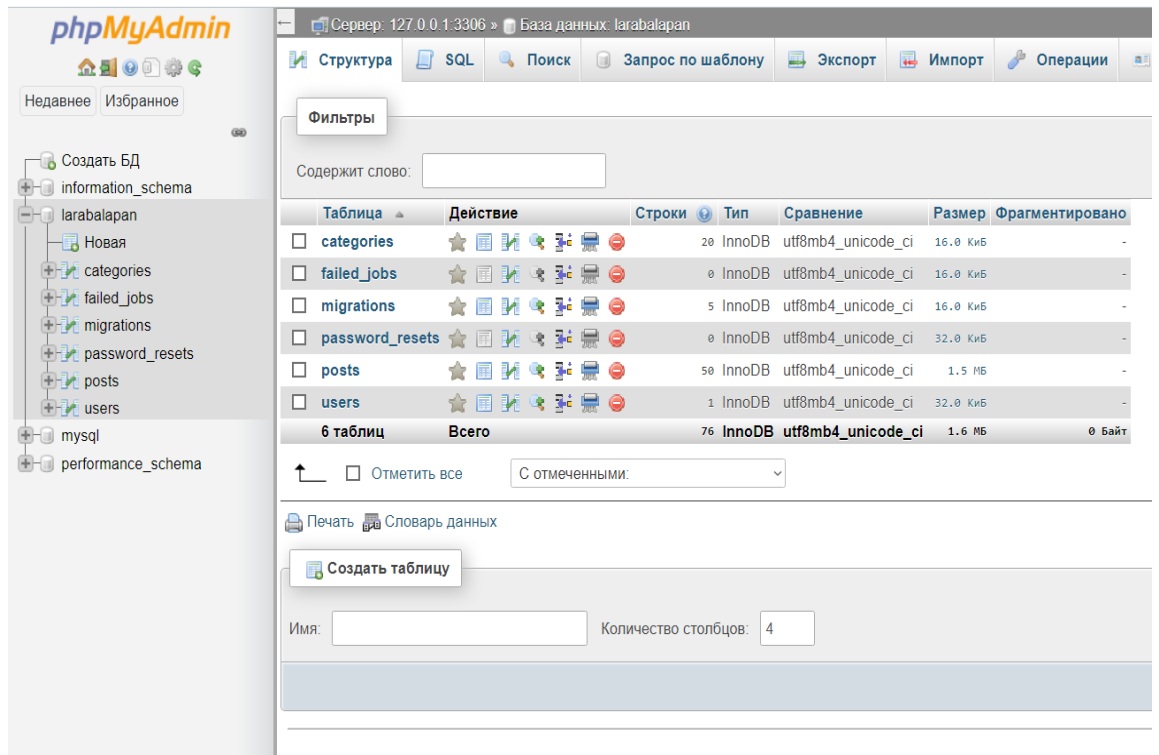 phpMyAdmin
Недавнее Избранное
Создать БД
information_schema
larabalapan
Новая
categories
failed_jobs
migrations
password_resets
posts
users
mysql
performance_schema
← Сервер: 127.0.0.1:3306 » База данных: larabalapan
Структура SQL Поиск Запрос по шаблону Экспорт Импорт Операции
Фильтры
Содержит слово:
Таблица Действие Строки Тип Сравнение Размер Фрагментировано
categories 20 InnoDB utf8mb4_unicode_ci 16.0 КиБ -
failed_jobs 0 InnoDB utf8mb4_unicode_ci 16.0 КиБ -
migrations 5 InnoDB utf8mb4_unicode_ci 16.0 КиБ -
password_resets 0 InnoDB utf8mb4_unicode_ci 32.0 КиБ -
posts 50 InnoDB utf8mb4_unicode_ci 1.5 МБ -
users 1 InnoDB utf8mb4_unicode_ci 32.0 КиБ -
6 таблиц Всего 76 InnoDB utf8mb4_unicode_ci 1.6 МБ 0 Байт
Отметить все С отмеченными:
Печать Словарь данных
Создать таблицу
Имя: Количество столбцов: 4